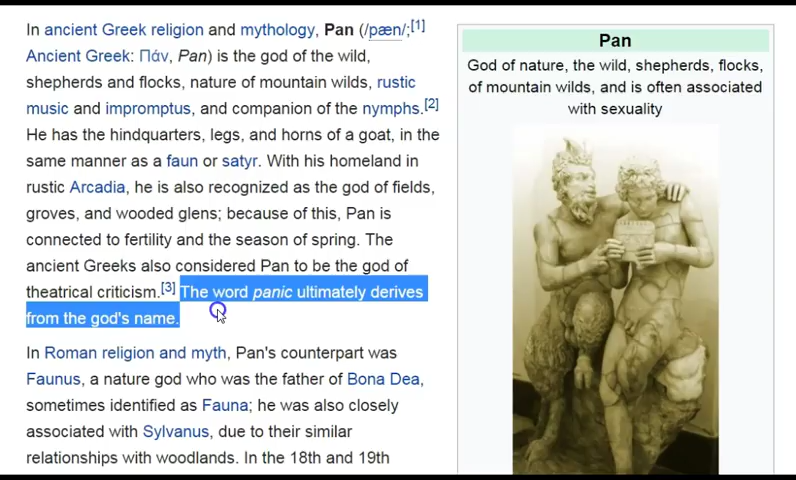 In ancient Greek religion and mythology, Pan (/pæn/;[1]
Ancient Greek: Πάν, Pan) is the god of the wild,
shepherds and flocks, nature of mountain wilds, rustic
music and impromptus, and companion of the nymphs.[2]
He has the hindquarters, legs, and horns of a goat, in the
same manner as a faun or satyr. With his homeland in
rustic Arcadia, he is also recognized as the god of fields,
groves, and wooded glens; because of this, Pan is
connected to fertility and the season of spring. The
ancient Greeks also considered Pan to be the god of
theatrical criticism.[3] The word panic ultimately derives
from the god's name.
In Roman religion and myth, Pan's counterpart was
Faunus, a nature god who was the father of Bona Dea,
sometimes identified as Fauna; he was also closely
associated with Sylvanus, due to their similar
relationships with woodlands. In the 18th and 19th
Pan
God of nature, the wild, shepherds, flocks,
of mountain wilds, and is often associated
with sexuality